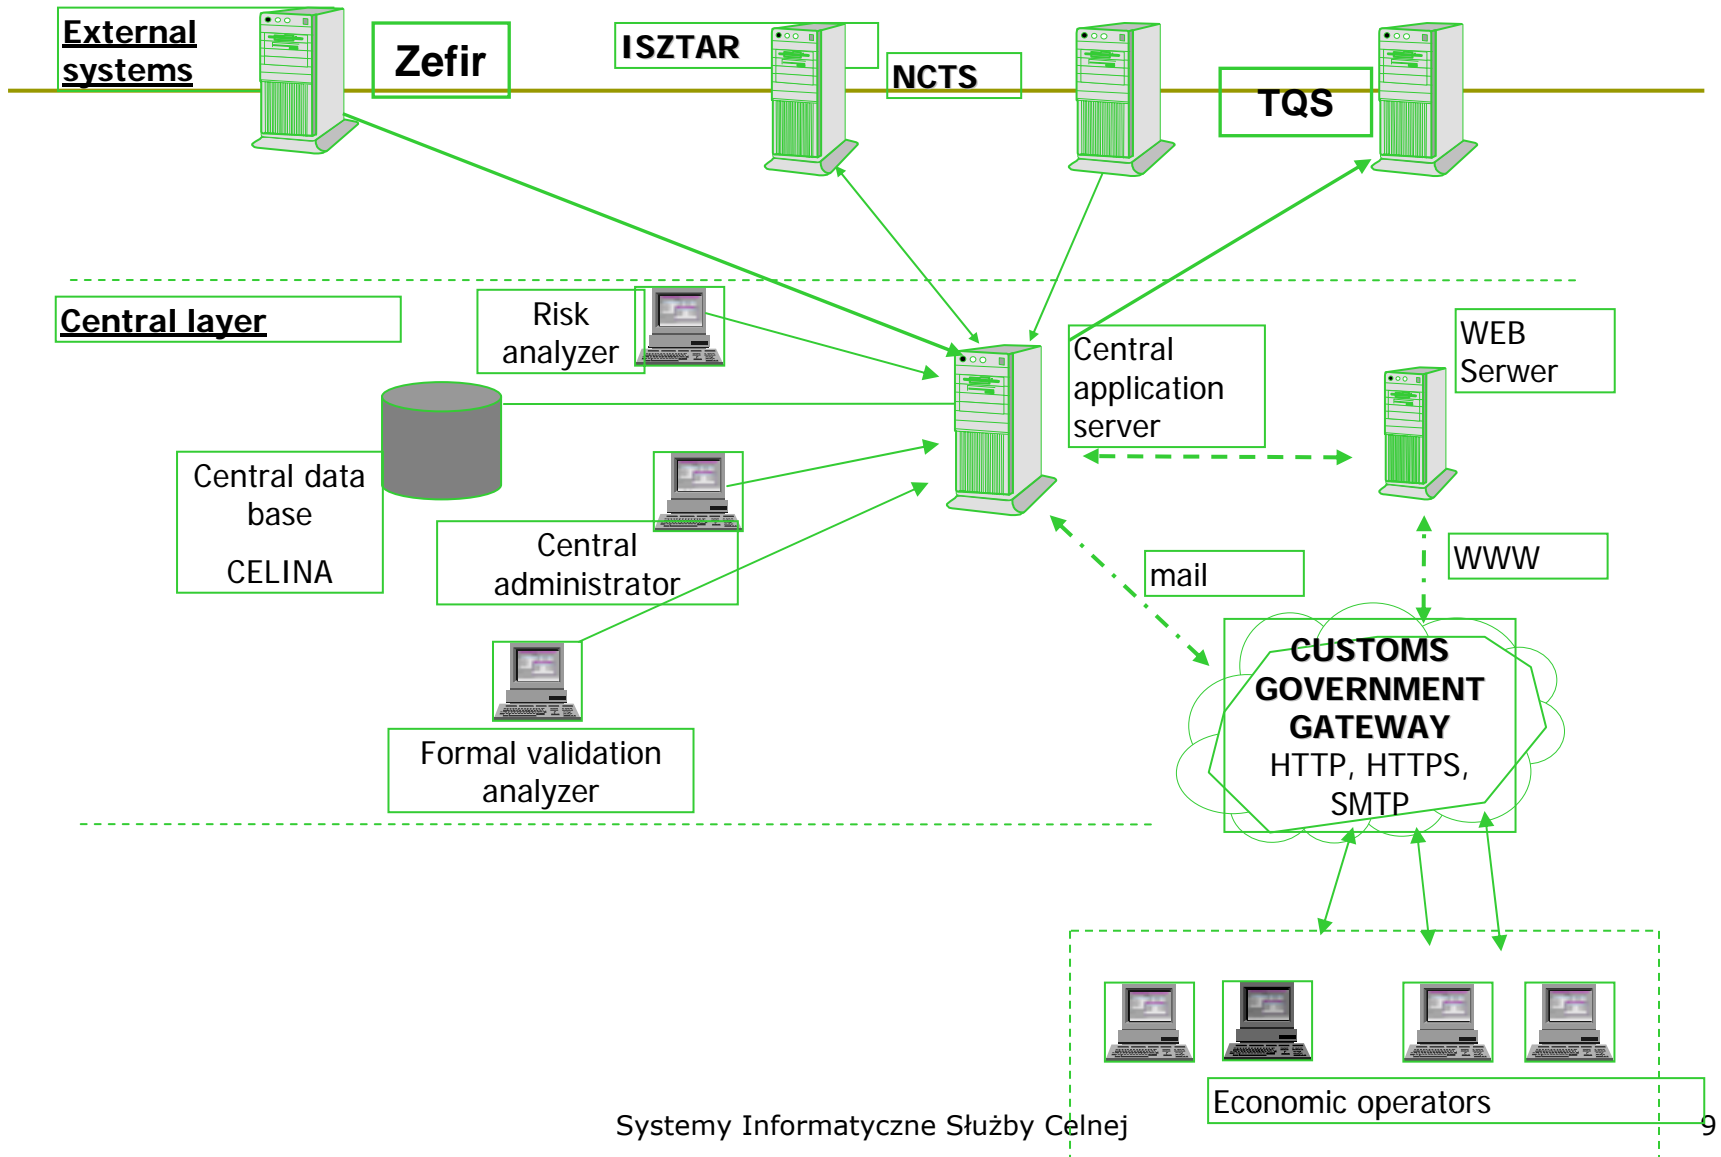 External
systems
Zefir
ISZTAR
NCTS
TQS
Central layer
Risk
analyzer
Central
application
server
WEB
Serwer
Central data
base
CELINA
Central
administrator
mail
WWW
CUSTOMS
GOVERNMENT
GATEWAY
HTTP, HTTPS,
SMTP
Formal validation
analyzer
Economic operators
Systemy Informatyczne Służby Celnej
9